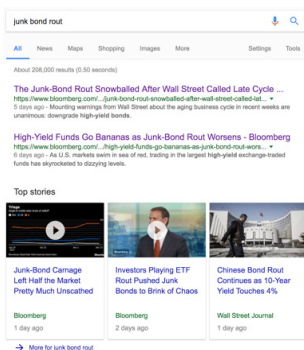 junk bond rout
All News Maps Shopping Images More Settings Tools
About 208,000 results (0.50 seconds)
The Junk-Bond Rout Snowballed After Wall Street Called Late Cycle ...
https://www.bloomberg.com/.../junk-bond-rout-snowballed-after-wall-street-called-lat...
5 days ago - Mounting warnings from Wall Street about the aging business cycle in recent weeks are
unanimous: downgrade high-yield bonds.
High-Yield Funds Go Bananas as Junk-Bond Rout Worsens - Bloomberg
https://www.bloomberg.com/.../high-yield-funds-go-bananas-as-junk-bond-rout-wors...
6 days ago - As U.S. markets swim in sea of red, trading in the largest high-yield exchange-traded
funds has skyrocketed to dizzying levels.
Top stories
Triage
Bloomberg
Junk-Bond Carnage
Left Half the Market
Pretty Much Unscathed
Bloomberg
1 day ago
Investors Playing ETF
Rout Pushed Junk
Bonds to Brink of Chaos
Bloomberg
2 days ago
Chinese Bond Rout
Continues as 10-Year
Yield Touches 4%
Wall Street Journal
1 day ago
More for junk bond rout